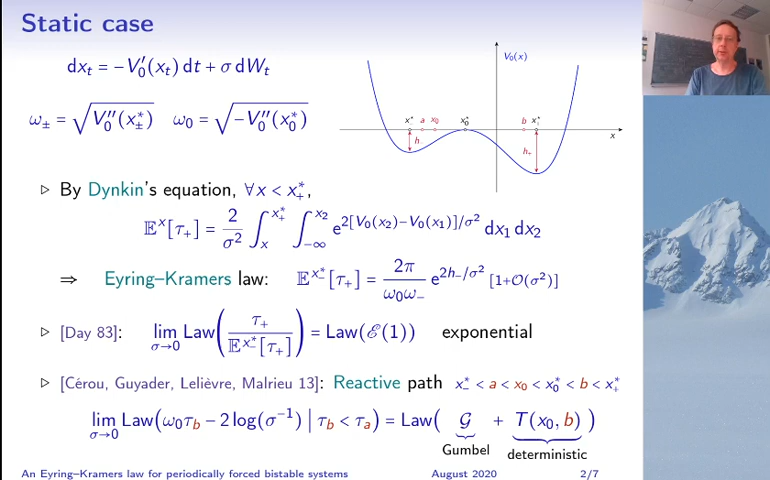 Static case
dx_t = −V_0′(x_t) dt + σ dW_t
ω_± = √V_0″(x_±^*)   ω_0 = √−V_0″(x_0^*)
V_0(x)
x_-^* a x_0 x_0^* b x_+^*
x
h
h_+
▷ By Dynkin's equation, ∀x < x_+^*,
𝔼^x[τ_+] = 2/σ² ∫_x^{x_+^*} ∫_{−∞}^{x_2} e^{2[V_0(x_2)−V_0(x_1)]/σ²} dx_1 dx_2
⇒ Eyring–Kramers law: 𝔼^{x_-^*}[τ_+] = 2π/(ω_0ω_−) e^{2h_−/σ²} [1+𝒪(σ²)]
▷ [Day 83]: lim_{σ→0} Law(τ_+/𝔼^{x_-^*}[τ_+]) = Law(ℰ(1)) exponential
▷ [Cérou, Guyader, Lelièvre, Malrieu 13]: Reactive path x_-^* < a < x_0 < x_0^* < b < x_+^*
lim_{σ→0} Law(ω_0τ_b − 2 log(σ^{−1}) | τ_b < τ_a) = Law( 𝒢 + T(x_0, b) )
Gumbel deterministic
An Eyring–Kramers law for periodically forced bistable systems August 2020 2/7